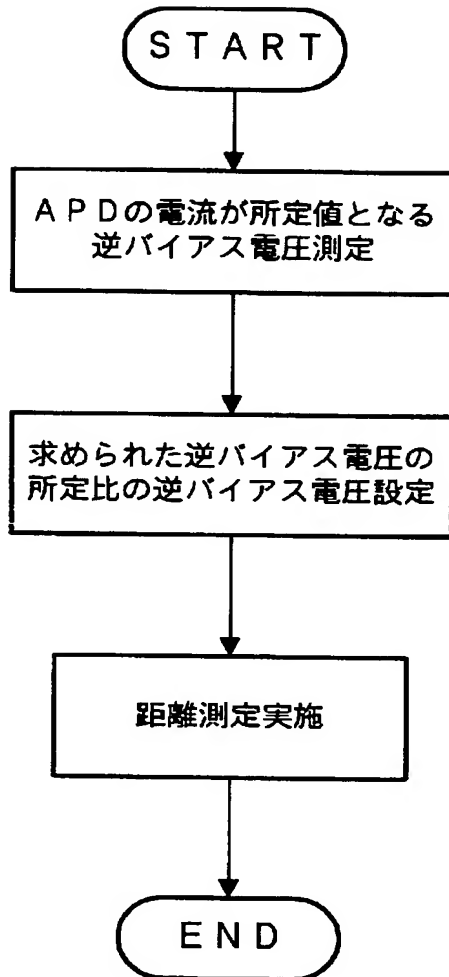 ＳＴＡＲＴ
ＡＰＤの電流が所定値となる
逆バイアス電圧測定
求められた逆バイアス電圧の
所定比の逆バイアス電圧設定
距離測定実施
ＥＮＤ